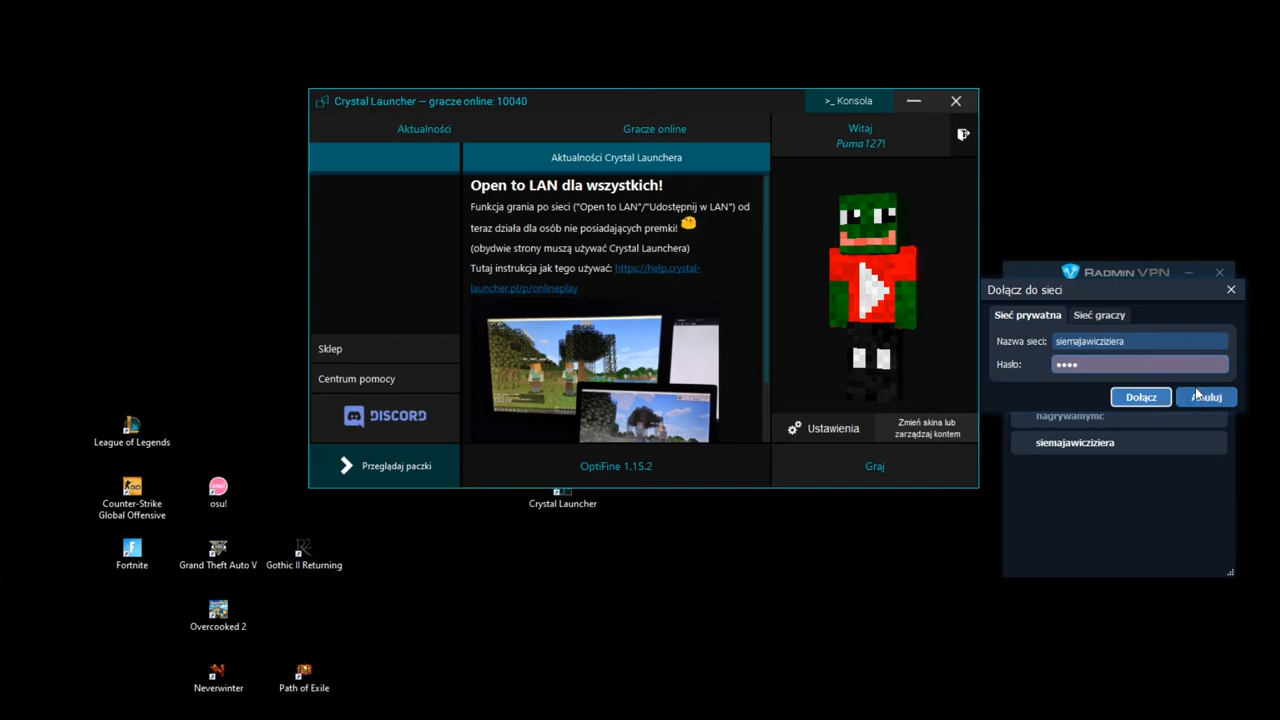 Crystal Launcher — gracze online: 10040
>_ Konsola
Aktualności
Gracze online
Witaj
Puma127!
Aktualności Crystal Launchera
Open to LAN dla wszystkich!
Funkcja grania po sieci ("Open to LAN"/"Udostępnij w LAN") od
teraz działa dla osób nie posiadających premki!
(obydwie strony muszą używać Crystal Launchera)
Tutaj instrukcja jak tego używać: https://help.crystal-
launcher.pl/p/onlineplay
Sklep
Centrum pomocy
DISCORD
Ustawienia
Zmień skina lub
zarządzaj kontem
Przeglądaj paczki
OptiFine 1.15.2
Graj
RADMIN VPN
Dołącz do sieci
Sieć prywatna
Sieć graczy
Nazwa sieci: siemajawicziziera
Hasło: ●●●●
Dołącz
Anuluj
nagrywamymc
siemajawicziziera
League of Legends
Counter-Strike
Global Offensive
osu!
Crystal Launcher
Fortnite
Grand Theft Auto V
Gothic II Returning
Overcooked 2
Neverwinter
Path of Exile